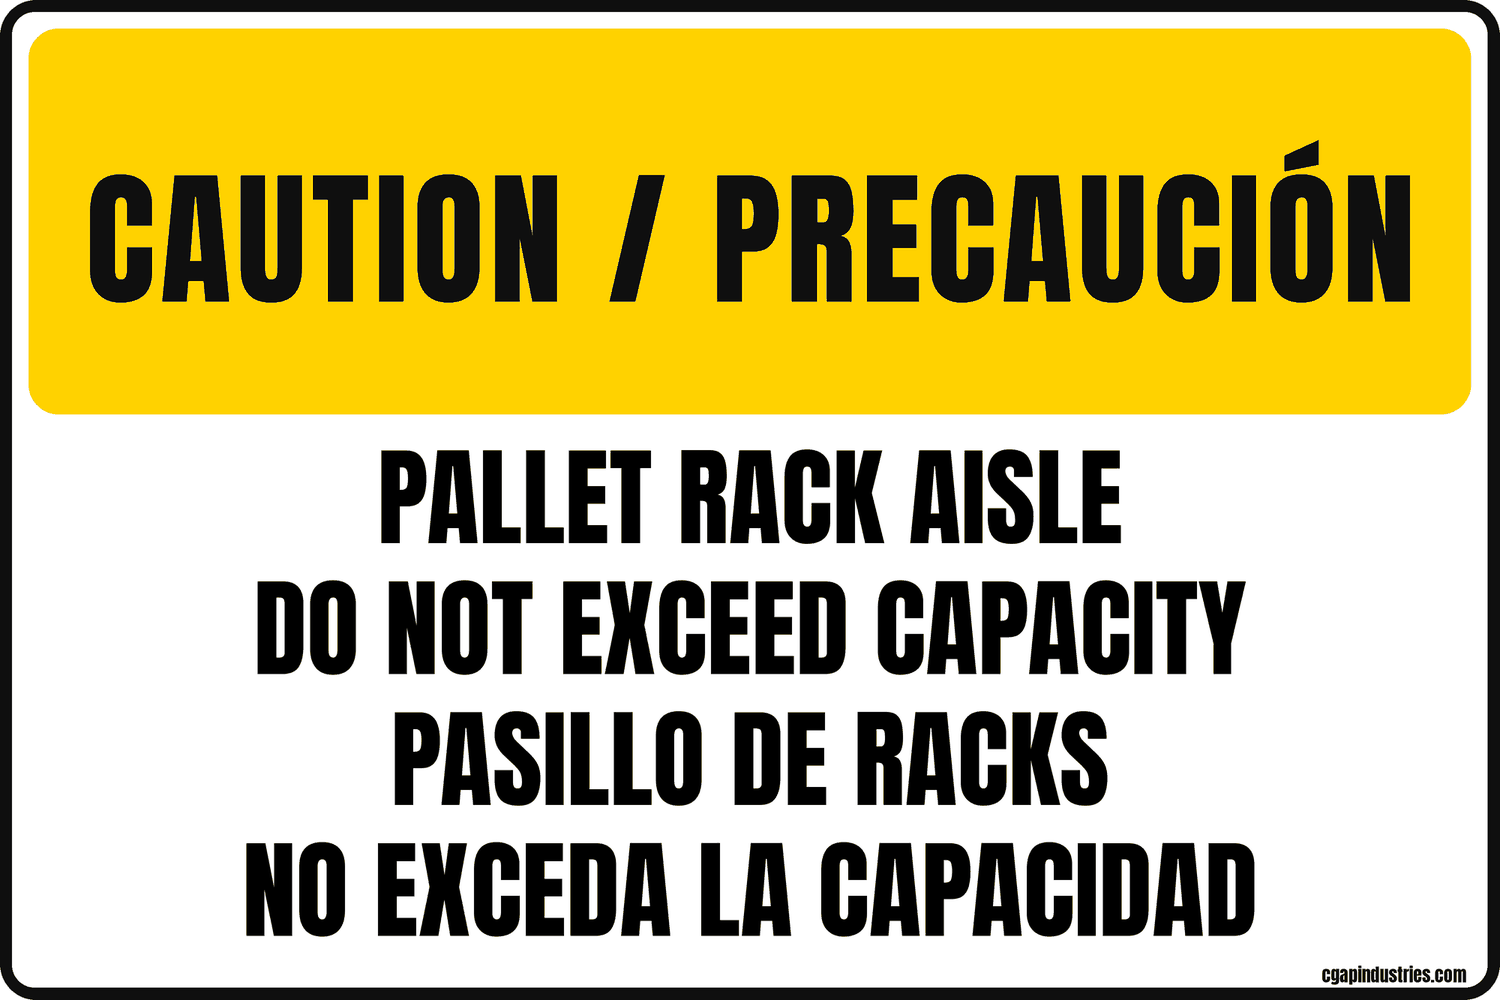 CAUTION / PRECAUCIÓN
PALLET RACK AISLE
DO NOT EXCEED CAPACITY
PASILLO DE RACKS
NO EXCEDA LA CAPACIDAD
cgapindustries.com